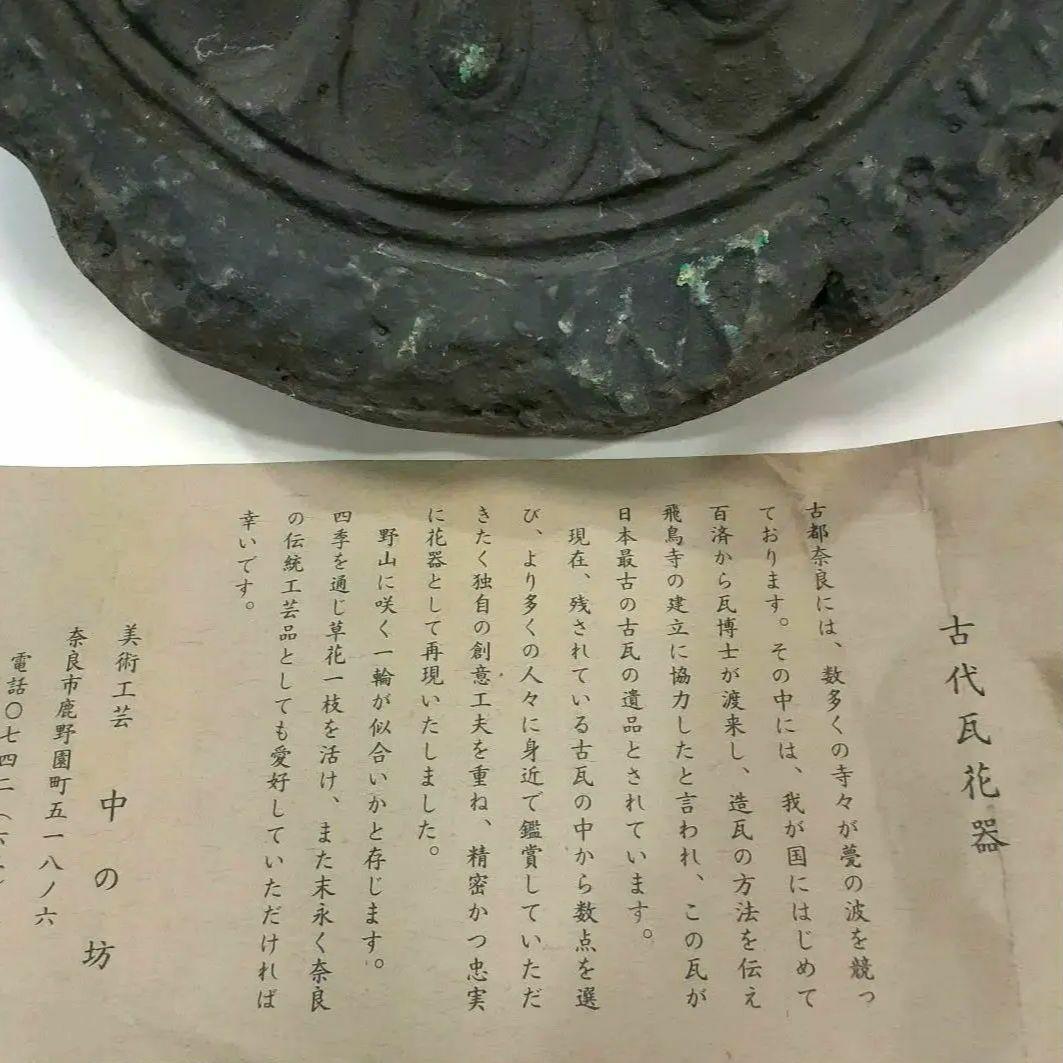 古代瓦花器
古都奈良には、数多くの寺々が甍の波を競っ
ております。その中には、我が国にはじめて
百済から瓦博士が渡来し、造瓦の方法を伝え
飛鳥寺の建立に協力したと言われ、この瓦が
日本最古の古瓦の遺品とされています。
現在、残されている古瓦の中から数点を選
び、より多くの人々に身近で鑑賞していただ
きたく独自の創意工夫を重ね、精密かつ忠実
に花器として再現いたしました。
野山に咲く一輪が似合いかと存じます。
四季を通じ草花一枝を活け、また末永く奈良
の伝統工芸品としても愛好していただければ
幸いです。
美術工芸 中の坊
奈良市鹿野園町五一八ノ六
電話〇七四二(六